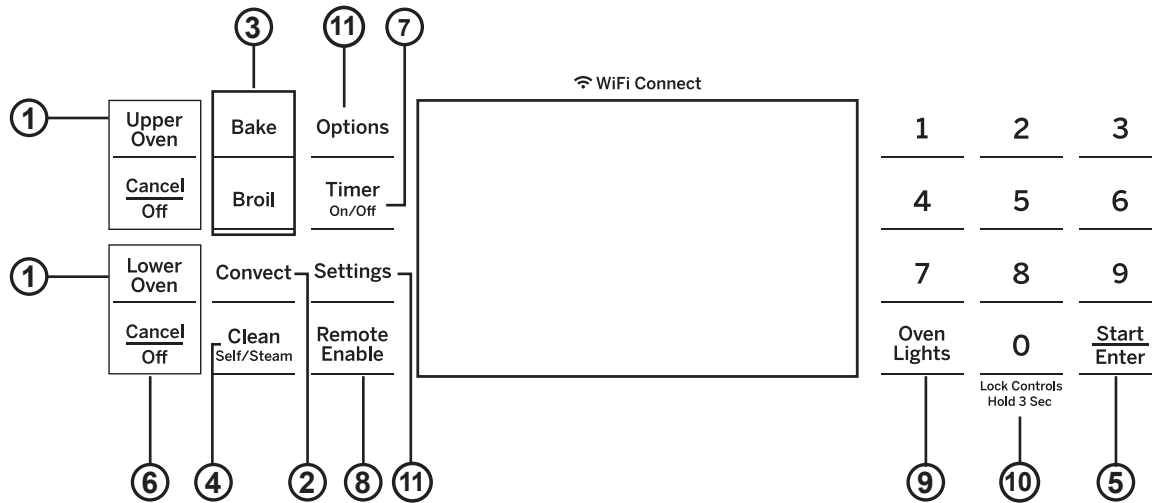 3
11
7
WiFi Connect
1
Upper
Oven
Bake
Options
1
2
3
Cancel
Off
Broil
Timer
On/Off
4
5
6
1
Lower
Oven
Convect
Settings
7
8
9
Cancel
Off
Clean
Self/Steam
Remote
Enable
Oven
Lights
0
Start
Enter
Lock Controls
Hold 3 Sec
6
4
2
8
11
9
10
5